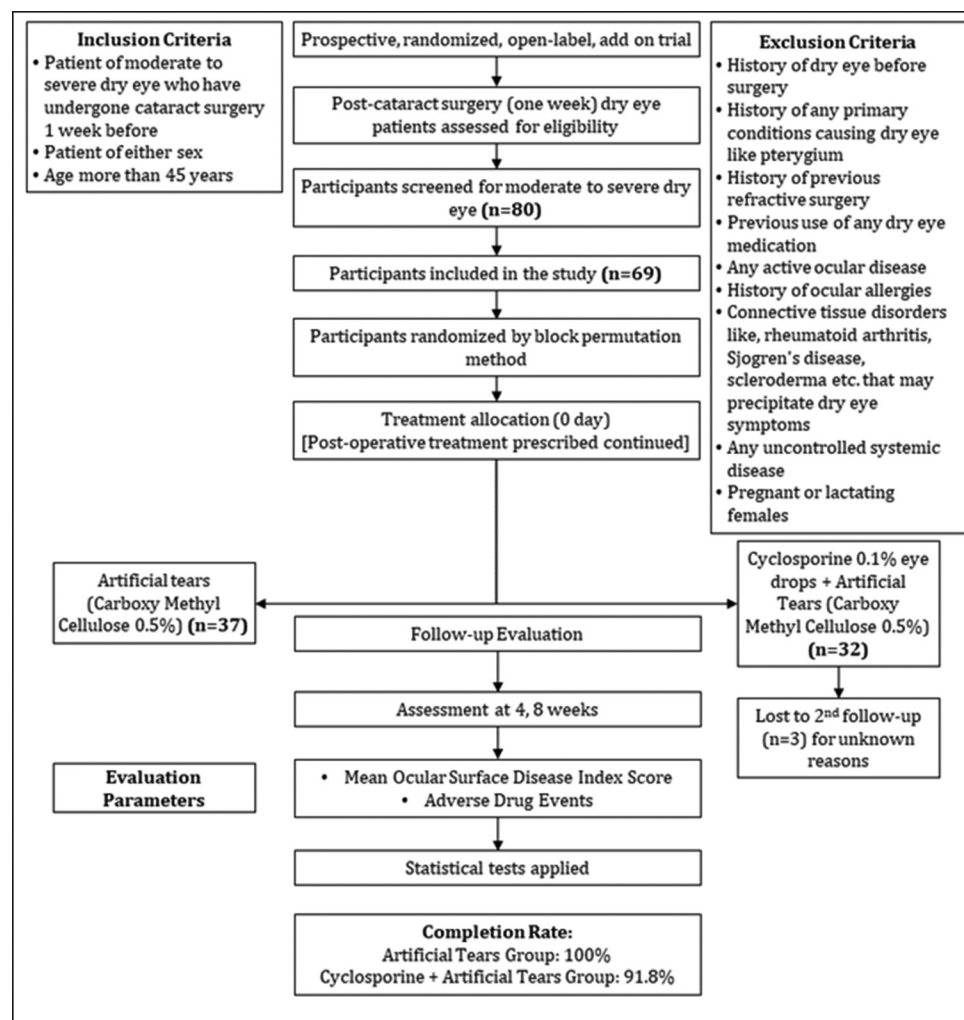 Inclusion Criteria
• Patient of moderate to
severe dry eye who have
undergone cataract surgery
1 week before
• Patient of either sex
• Age more than 45 years
Prospective, randomized, open-label, add on trial
Post-cataract surgery (one week) dry eye
patients assessed for eligibility
Participants screened for moderate to severe dry
eye (n=80)
Participants included in the study (n=69)
Participants randomized by block permutation
method
Treatment allocation (0 day)
[Post-operative treatment prescribed continued]
Exclusion Criteria
• History of dry eye before
surgery
• History of any primary
conditions causing dry eye
like pterygium
• History of previous
refractive surgery
• Previous use of any dry eye
medication
• Any active ocular disease
• History of ocular allergies
• Connective tissue disorders
like, rheumatoid arthritis,
Sjogren's disease,
scleroderma etc. that may
precipitate dry eye
symptoms
• Any uncontrolled systemic
disease
• Pregnant or lactating
females
Artificial tears
(Carboxy Methyl
Cellulose 0.5%) (n=37)
Cyclosporine 0.1% eye
drops + Artificial
Tears (Carboxy
Methyl Cellulose 0.5%)
(n=32)
Lost to 2nd follow-up
(n=3) for unknown
reasons
Follow-up Evaluation
Assessment at 4, 8 weeks
Evaluation
Parameters
• Mean Ocular Surface Disease Index Score
• Adverse Drug Events
Statistical tests applied
Completion Rate:
Artificial Tears Group: 100%
Cyclosporine + Artificial Tears Group: 91.8%